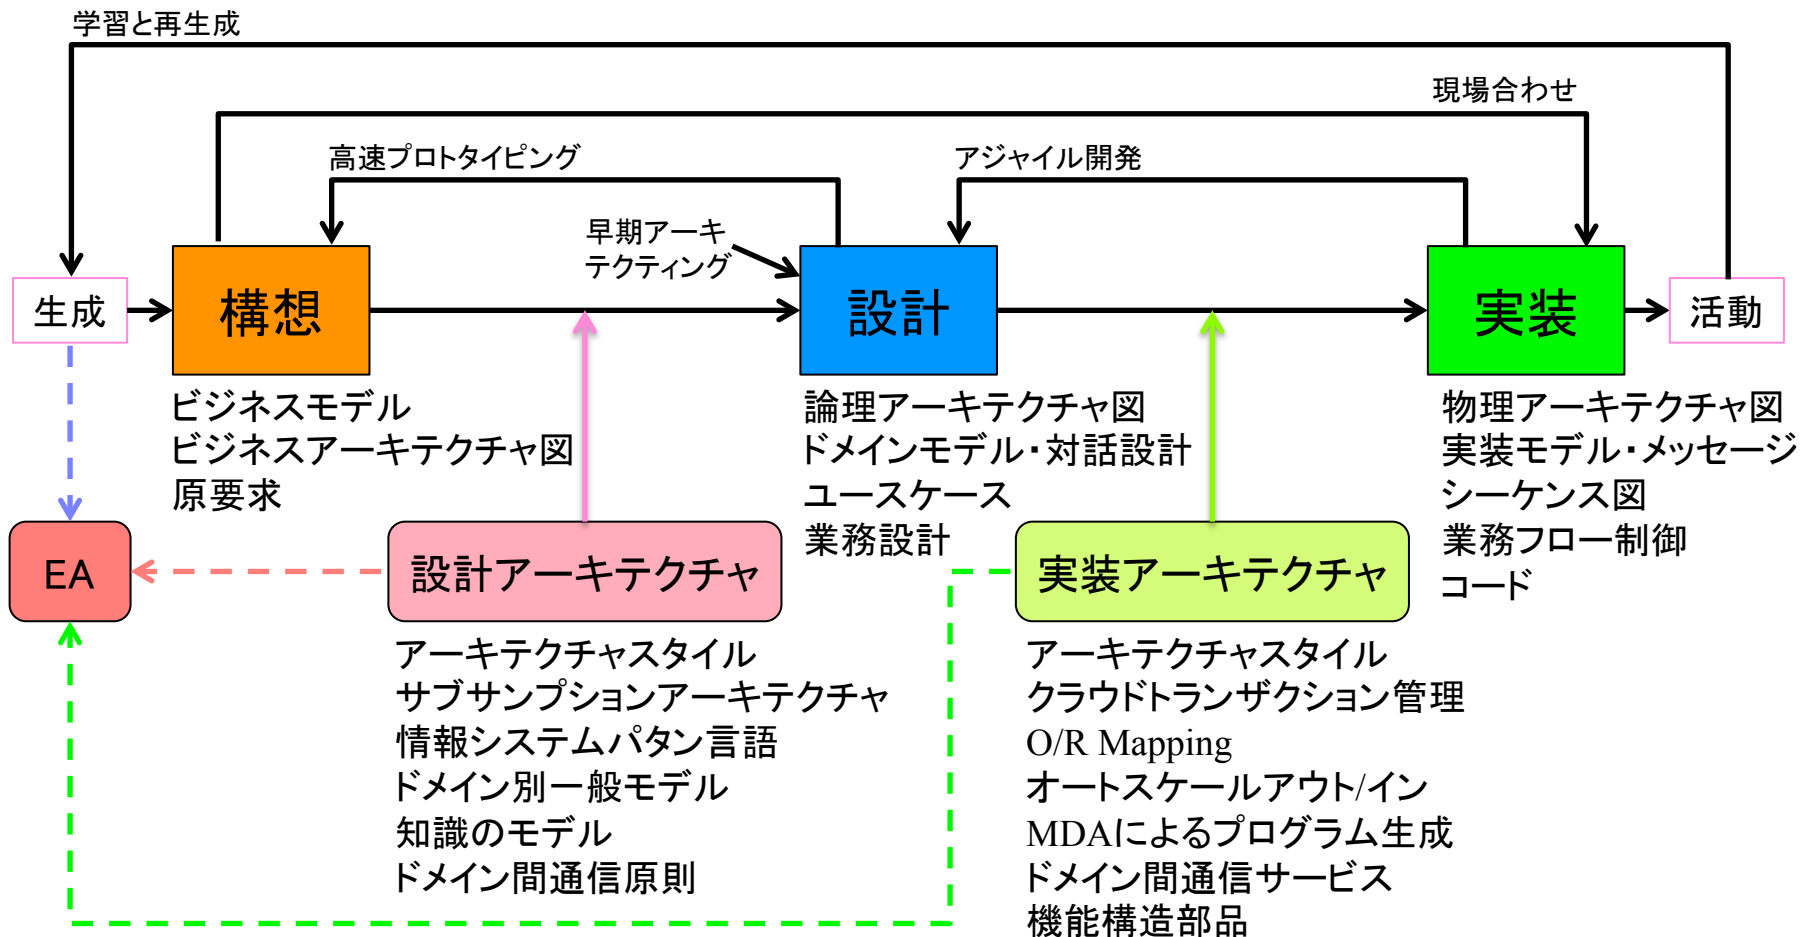 学習と再生成
現場合わせ
高速プロトタイピング
アジャイル開発
早期アーキ
テクティング
生成
構想
設計
実装
活動
ビジネスモデル
ビジネスアーキテクチャ図
原要求
論理アーキテクチャ図
ドメインモデル・対話設計
ユースケース
業務設計
物理アーキテクチャ図
実装モデル・メッセージ
シーケンス図
業務フロー制御
コード
EA
設計アーキテクチャ
実装アーキテクチャ
アーキテクチャスタイル
サブサンプションアーキテクチャ
情報システムパタン言語
ドメイン別一般モデル
知識のモデル
ドメイン間通信原則
アーキテクチャスタイル
クラウドトランザクション管理
O/R Mapping
オートスケールアウト/イン
MDAによるプログラム生成
ドメイン間通信サービス
機能構造部品